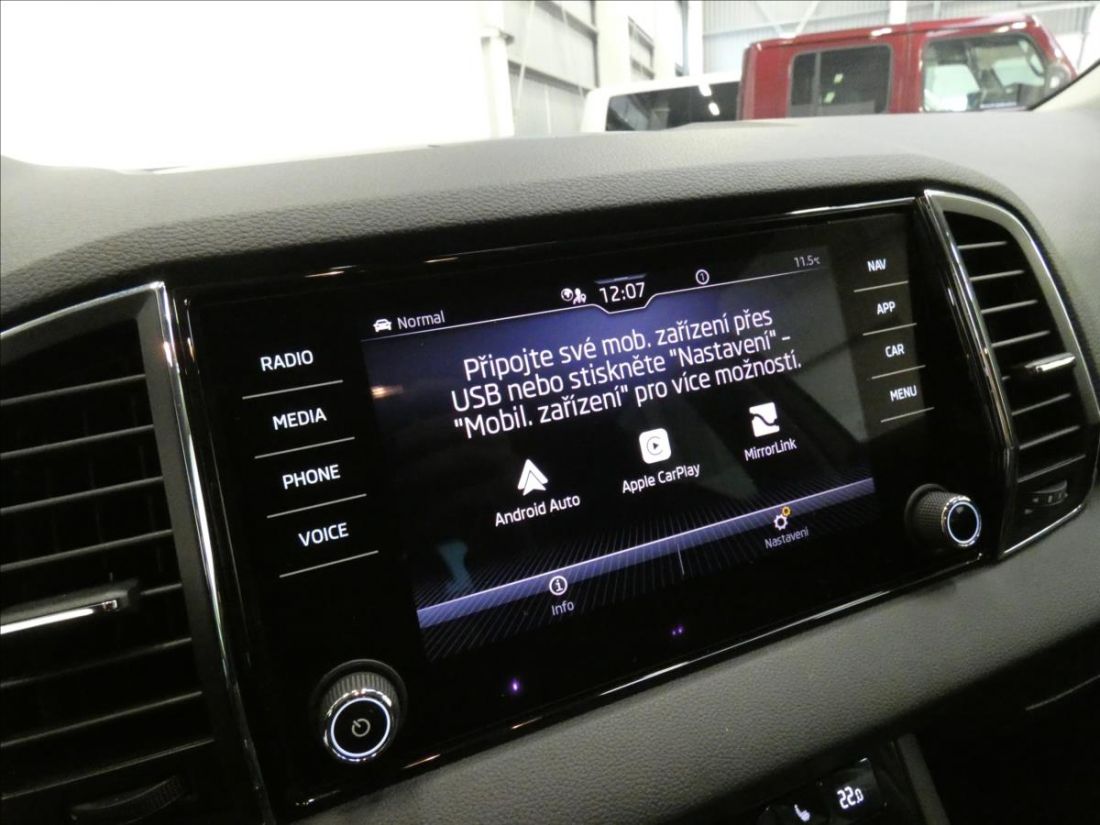 Normal
12:07
11.5°C
RADIO
MEDIA
PHONE
VOICE
Připojte své mob. zařízení přes
USB nebo stiskněte "Nastavení" -
"Mobil. zařízení" pro více možností.
Android Auto
Apple CarPlay
MirrorLink
Info
Nastavení
NAV
APP
CAR
MENU
22.0